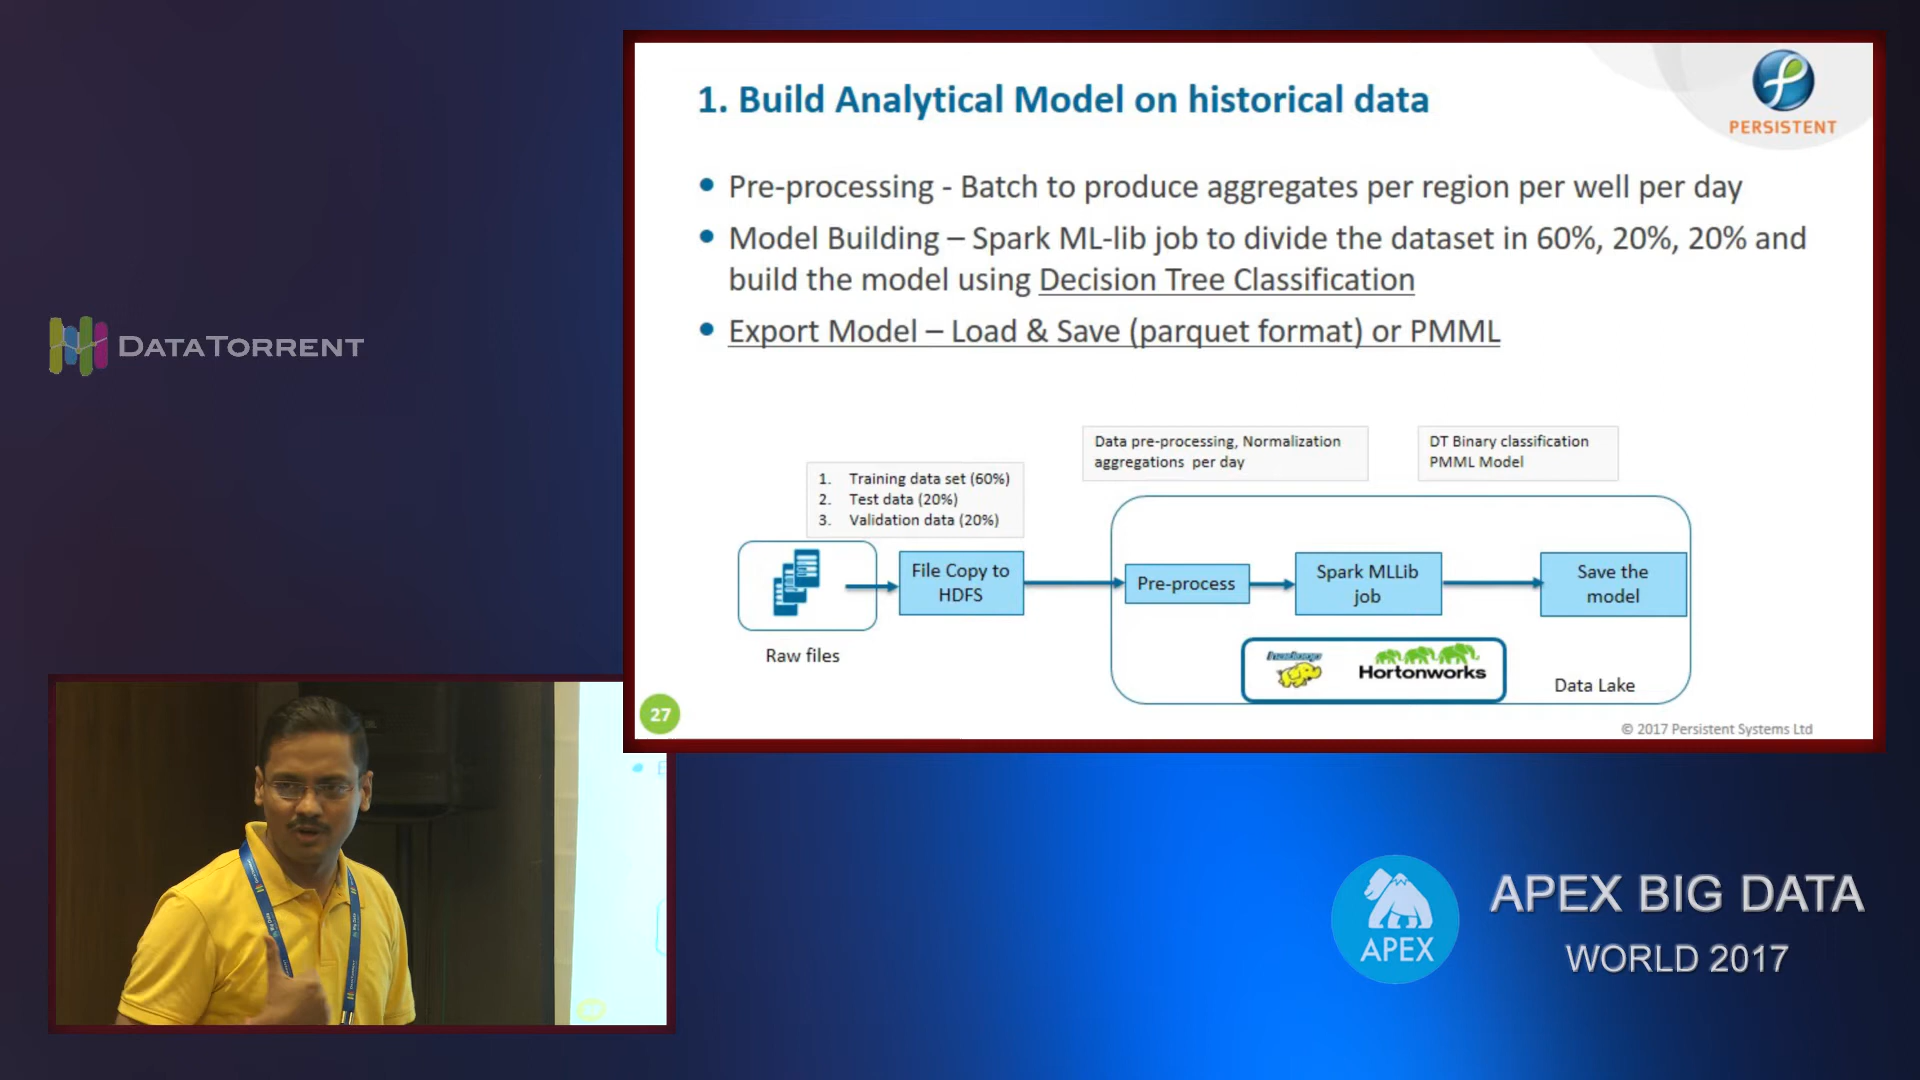 1. Build Analytical Model on historical data
PERSISTENT
• Pre-processing - Batch to produce aggregates per region per well per day
• Model Building – Spark ML-lib job to divide the dataset in 60%, 20%, 20% and
build the model using Decision Tree Classification
• Export Model – Load & Save (parquet format) or PMML
DATATORRENT
Data pre-processing, Normalization
aggregations per day
DT Binary classification
PMML Model
1. Training data set (60%)
2. Test data (20%)
3. Validation data (20%)
File Copy to
HDFS
Pre-process
Spark MLLib
job
Save the
model
Raw files
Hortonworks
Data Lake
27
© 2017 Persistent Systems Ltd
APEX
APEX BIG DATA
WORLD 2017